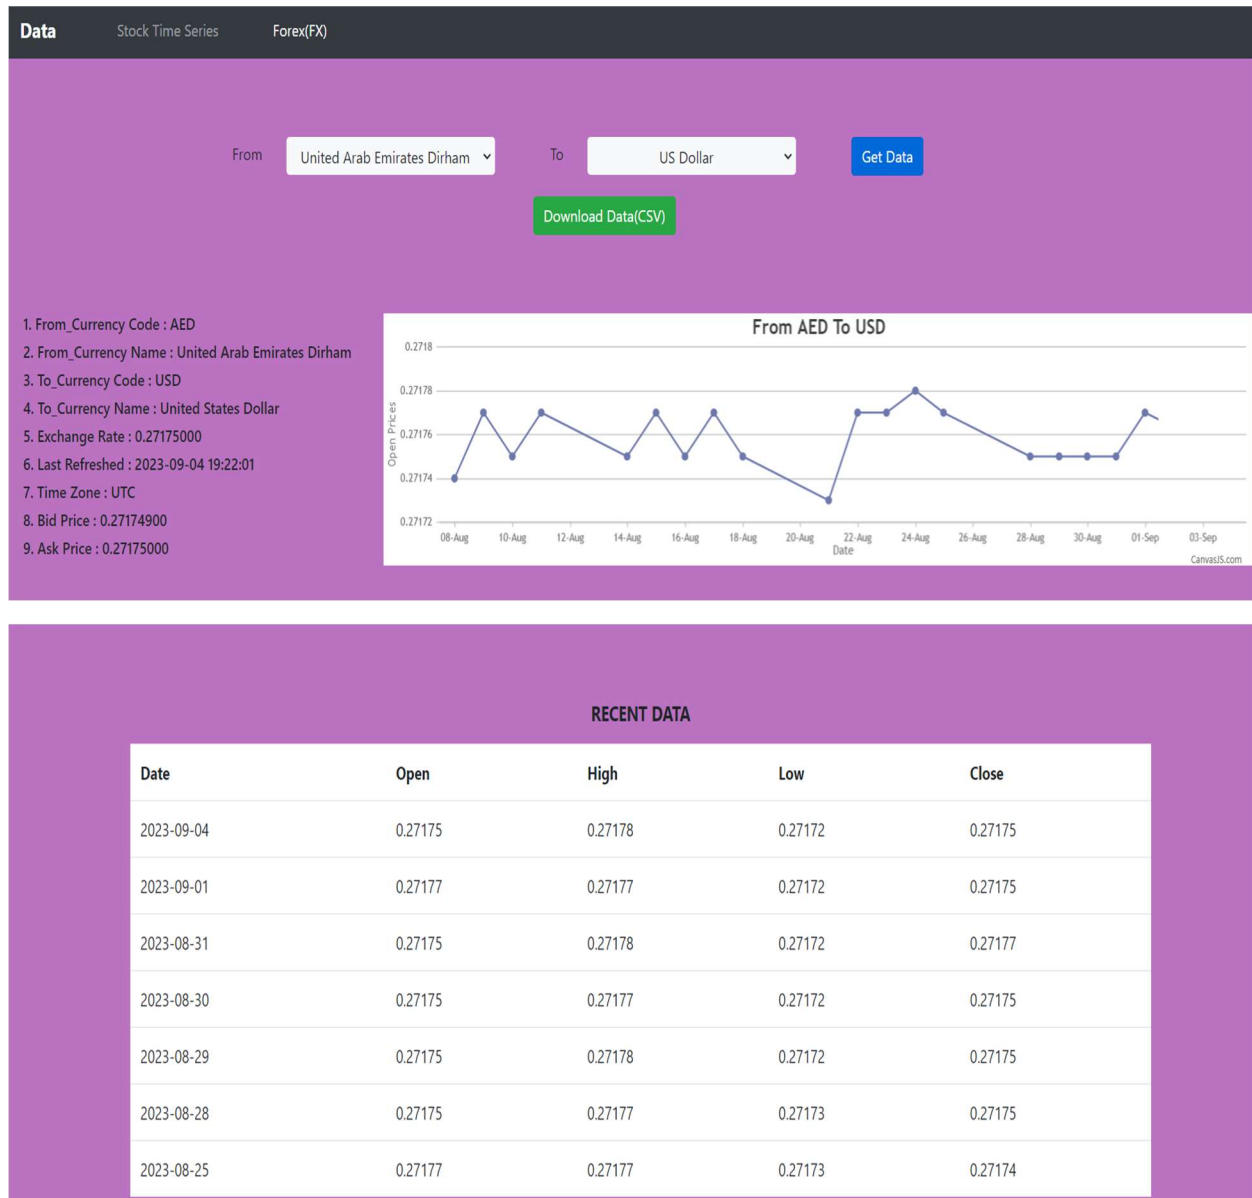 Data Stock Time Series Forex(FX)
From United Arab Emirates Dirham To US Dollar Get Data
Download Data(CSV)
1. From_Currency Code : AED
2. From_Currency Name : United Arab Emirates Dirham
3. To_Currency Code : USD
4. To_Currency Name : United States Dollar
5. Exchange Rate : 0.27175000
6. Last Refreshed : 2023-09-04 19:22:01
7. Time Zone : UTC
8. Bid Price : 0.27174900
9. Ask Price : 0.27175000
From AED To USD
Open Prices
0.2718
0.27178
0.27176
0.27174
0.27172
08-Aug 10-Aug 12-Aug 14-Aug 16-Aug 18-Aug 20-Aug 22-Aug 24-Aug 26-Aug 28-Aug 30-Aug 01-Sep 03-Sep
Date
CanvasJS.com
RECENT DATA
Date Open High Low Close
2023-09-04 0.27175 0.27178 0.27172 0.27175
2023-09-01 0.27177 0.27177 0.27172 0.27175
2023-08-31 0.27175 0.27178 0.27172 0.27177
2023-08-30 0.27175 0.27177 0.27172 0.27175
2023-08-29 0.27175 0.27178 0.27172 0.27175
2023-08-28 0.27175 0.27177 0.27173 0.27175
2023-08-25 0.27177 0.27177 0.27173 0.27174